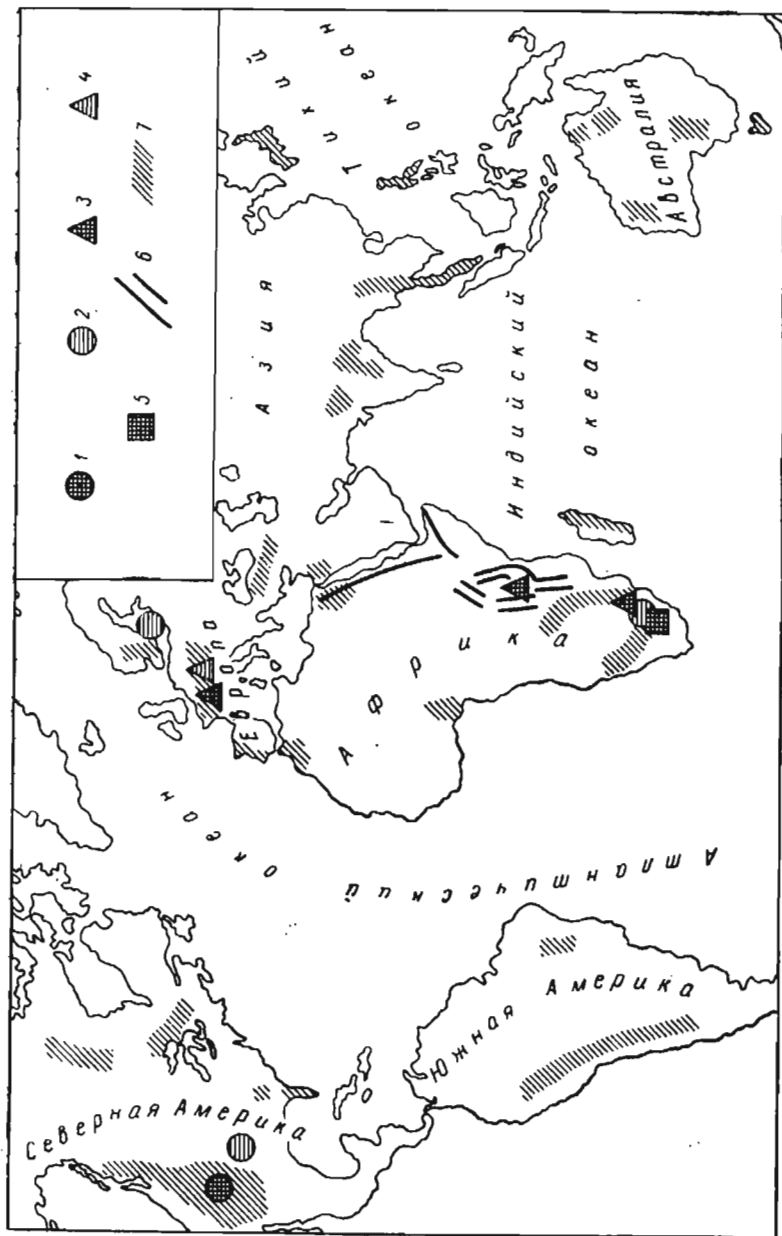 1 2 3 4
5 6 7
Северная Америка
Южная
Америка
Атлантический
океан
Европа
Африка
Азия
Индийский
океан
Тихий
океан
Австралия